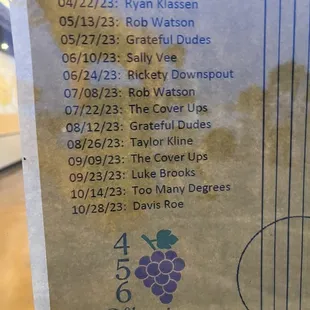 04/22/23: Ryan Klassen
05/13/23: Rob Watson
05/27/23: Grateful Dudes
06/10/23: Sally Vee
06/24/23: Rickety Downspout
07/08/23: Rob Watson
07/22/23: The Cover Ups
08/12/23: Grateful Dudes
08/26/23: Taylor Kline
09/09/23: The Cover Ups
09/23/23: Luke Brooks
10/14/23: Too Many Degrees
10/28/23: Davis Roe
4
5
6